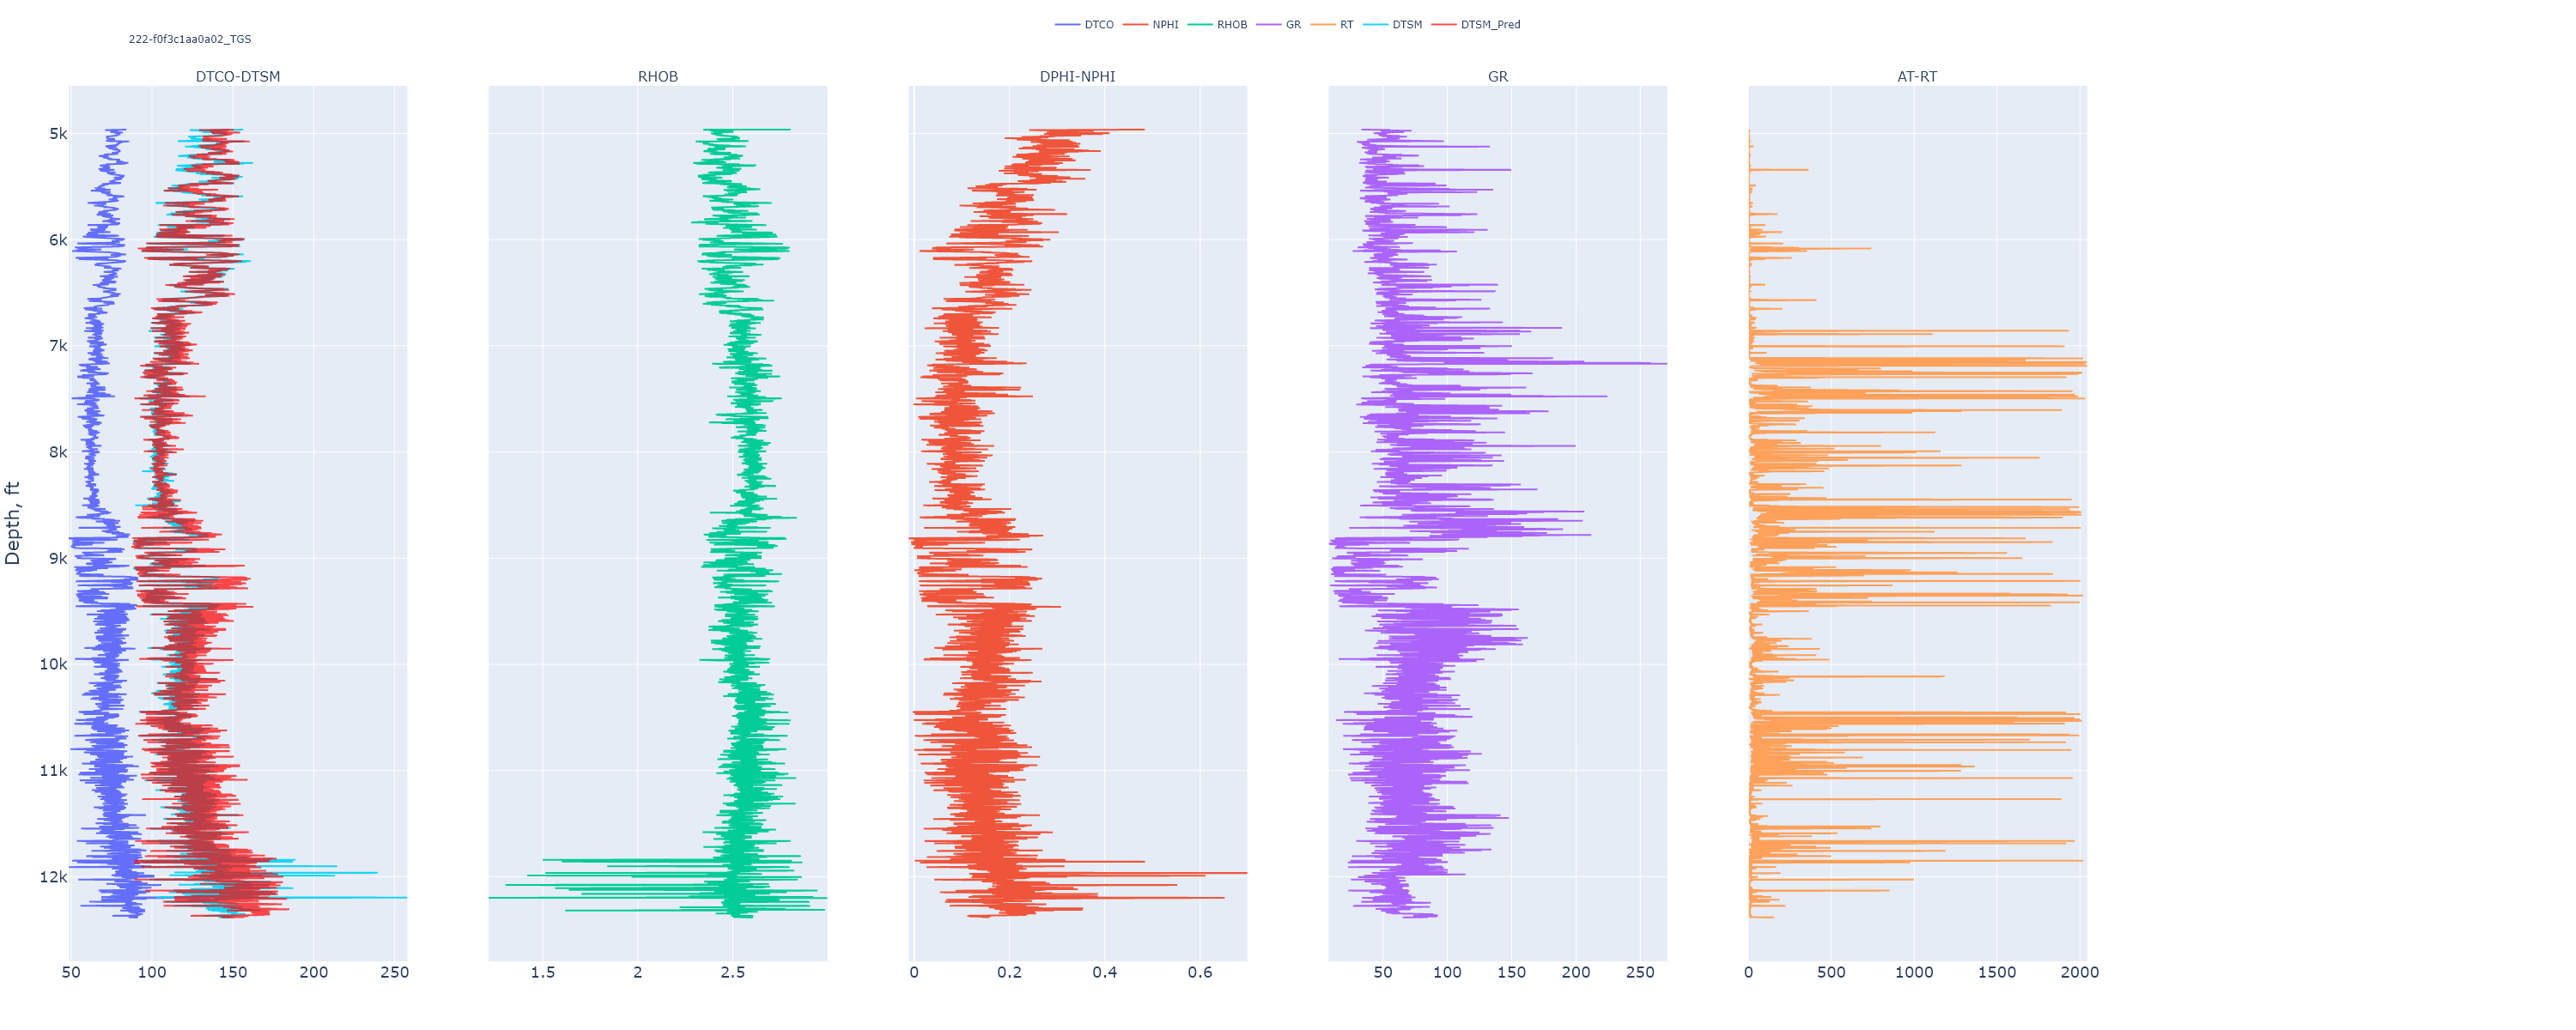 DTCO NPHI RHOB GR RT DTSM DTSM_Pred
222-f0f3c1aa0a02_TGS
DTCO-DTSM RHOB DPHI-NPHI GR AT-RT
5k
6k
7k
8k
Depth, ft
9k
10k
11k
12k
50 100 150 200 250 1.5 2 2.5 0 0.2 0.4 0.6 50 100 150 200 250 0 500 1000 1500 2000